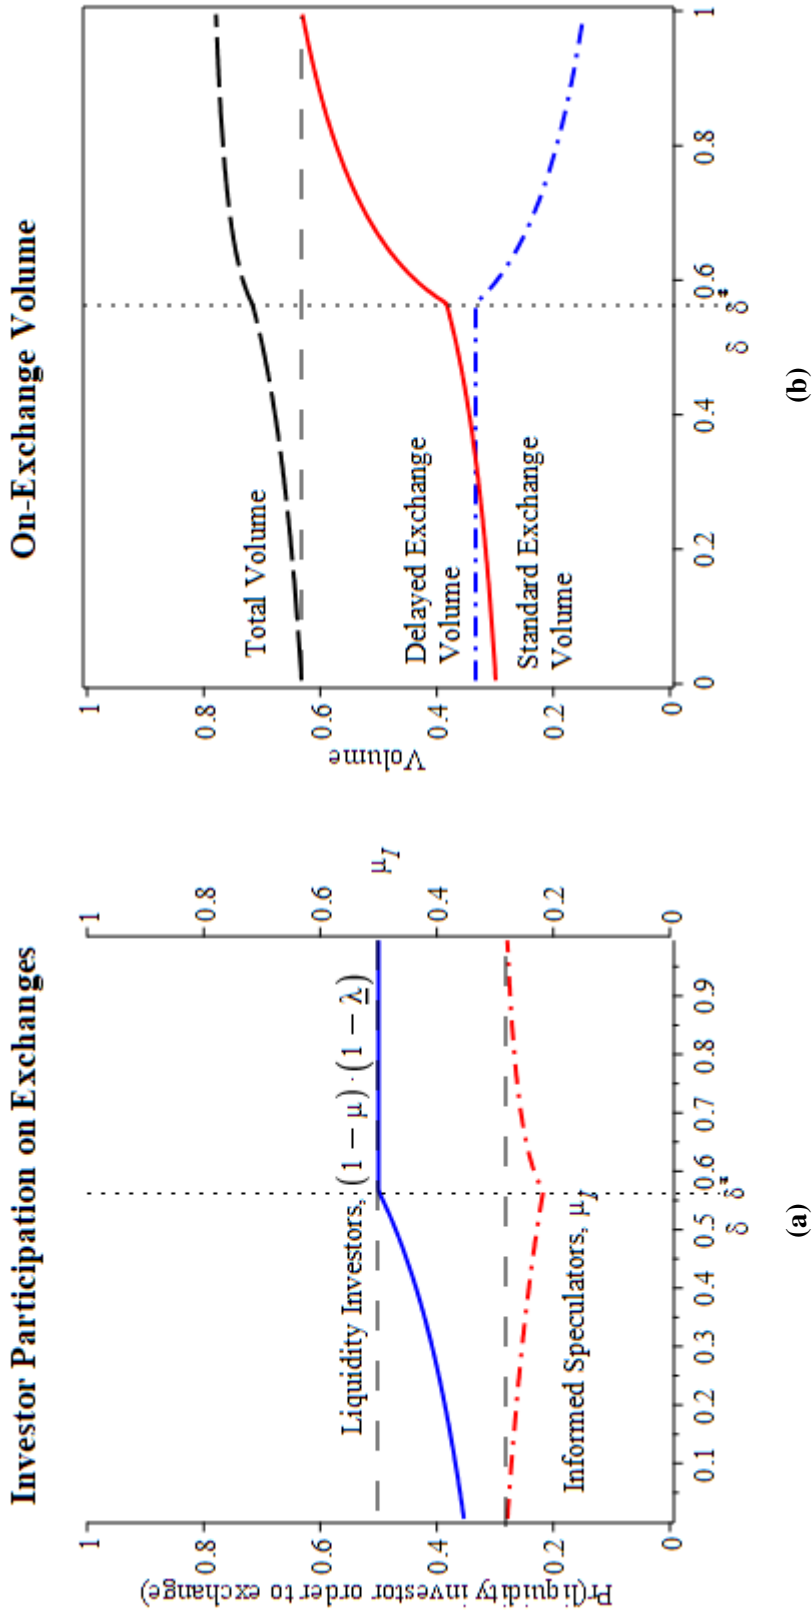 Investor Participation on Exchanges
Pr(liquidity investor order to exchange)
1
0.8
0.6
0.4
0.2
0
Liquidity Investors, (1 − μ) · (1 − λ)
Informed Speculators, μI
0.1
0.2
0.3
0.4
0.5
0.6
0.7
0.8
0.9
δ
δ*
1
0.8
0.6
0.4
0.2
0
μI
(a)
On-Exchange Volume
Volume
1
0.8
0.6
0.4
0.2
0
Total Volume
Delayed Exchange
Volume
Standard Exchange
Volume
0
0.2
0.4
0.6
0.8
1
δ
δ*
(b)